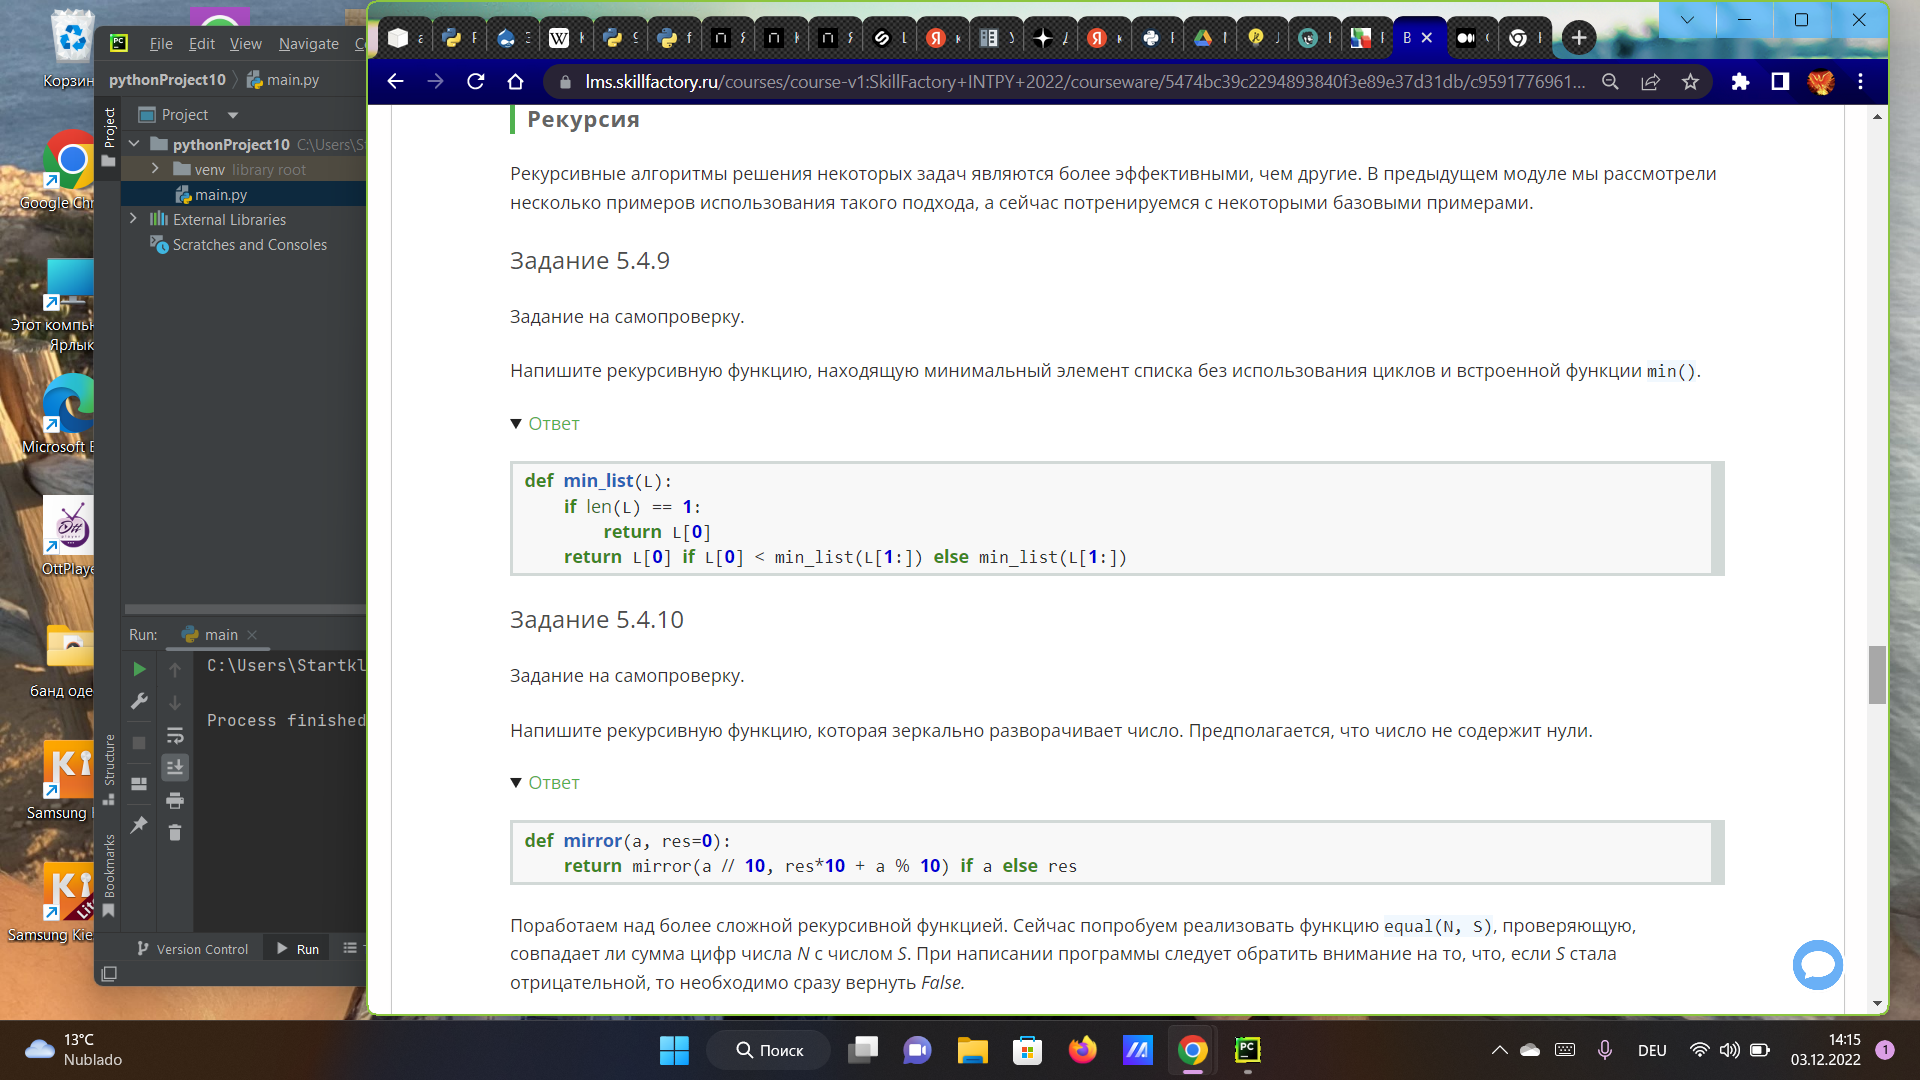 Корзин
Google Ch
Этот компь
Ярлык
Microsoft E
OttPlaye
банд оде
Samsung
Samsung Kie
File Edit View Navigate C
pythonProject10 main.py
Project
Project
pythonProject10 C:\Users\S
venv library root
main.py
External Libraries
Scratches and Consoles
Run: main
C:\Users\Startkl
Process finished
Structure
Bookmarks
Version Control Run
lms.skillfactory.ru/courses/course-v1:SkillFactory+INTPY+2022/courseware/5474bc39c2294893840f3e89e37d31db/c9591776961...
Рекурсия
Рекурсивные алгоритмы решения некоторых задач являются более эффективными, чем другие. В предыдущем модуле мы рассмотрели
несколько примеров использования такого подхода, а сейчас потренируемся с некоторыми базовыми примерами.
Задание 5.4.9
Задание на самопроверку.
Напишите рекурсивную функцию, находящую минимальный элемент списка без использования циклов и встроенной функции min().
Ответ
def min_list(L):
if len(L) == 1:
return L[0]
return L[0] if L[0] < min_list(L[1:]) else min_list(L[1:])
Задание 5.4.10
Задание на самопроверку.
Напишите рекурсивную функцию, которая зеркально разворачивает число. Предполагается, что число не содержит нули.
Ответ
def mirror(a, res=0):
return mirror(a // 10, res*10 + a % 10) if a else res
Поработаем над более сложной рекурсивной функцией. Сейчас попробуем реализовать функцию equal(N, S), проверяющую,
совпадает ли сумма цифр числа N с числом S. При написании программы следует обратить внимание на то, что, если S стала
отрицательной, то необходимо сразу вернуть False.
13°C
Nublado
Поиск
DEU
14:15
03.12.2022
1